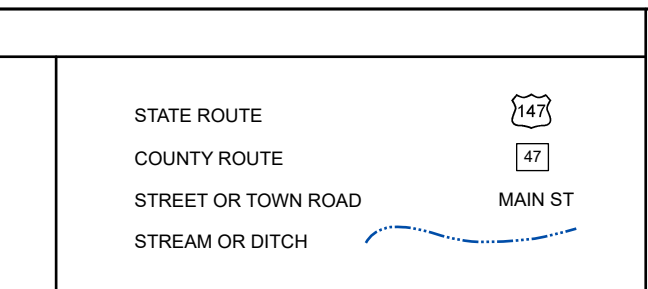 STATE ROUTE 147
COUNTY ROUTE 47
STREET OR TOWN ROAD MAIN ST
STREAM OR DITCH